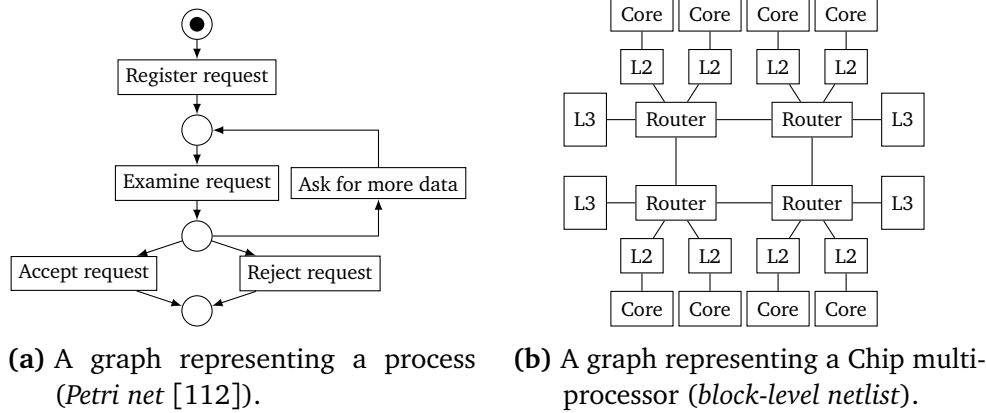 Register request
Examine request
Ask for more data
Accept request
Reject request
(a) A graph representing a process
(Petri net [112]).
Core Core Core Core
L2 L2 L2 L2
L3 Router Router L3
L3 Router Router L3
L2 L2 L2 L2
Core Core Core Core
(b) A graph representing a Chip multi-
processor (block-level netlist).